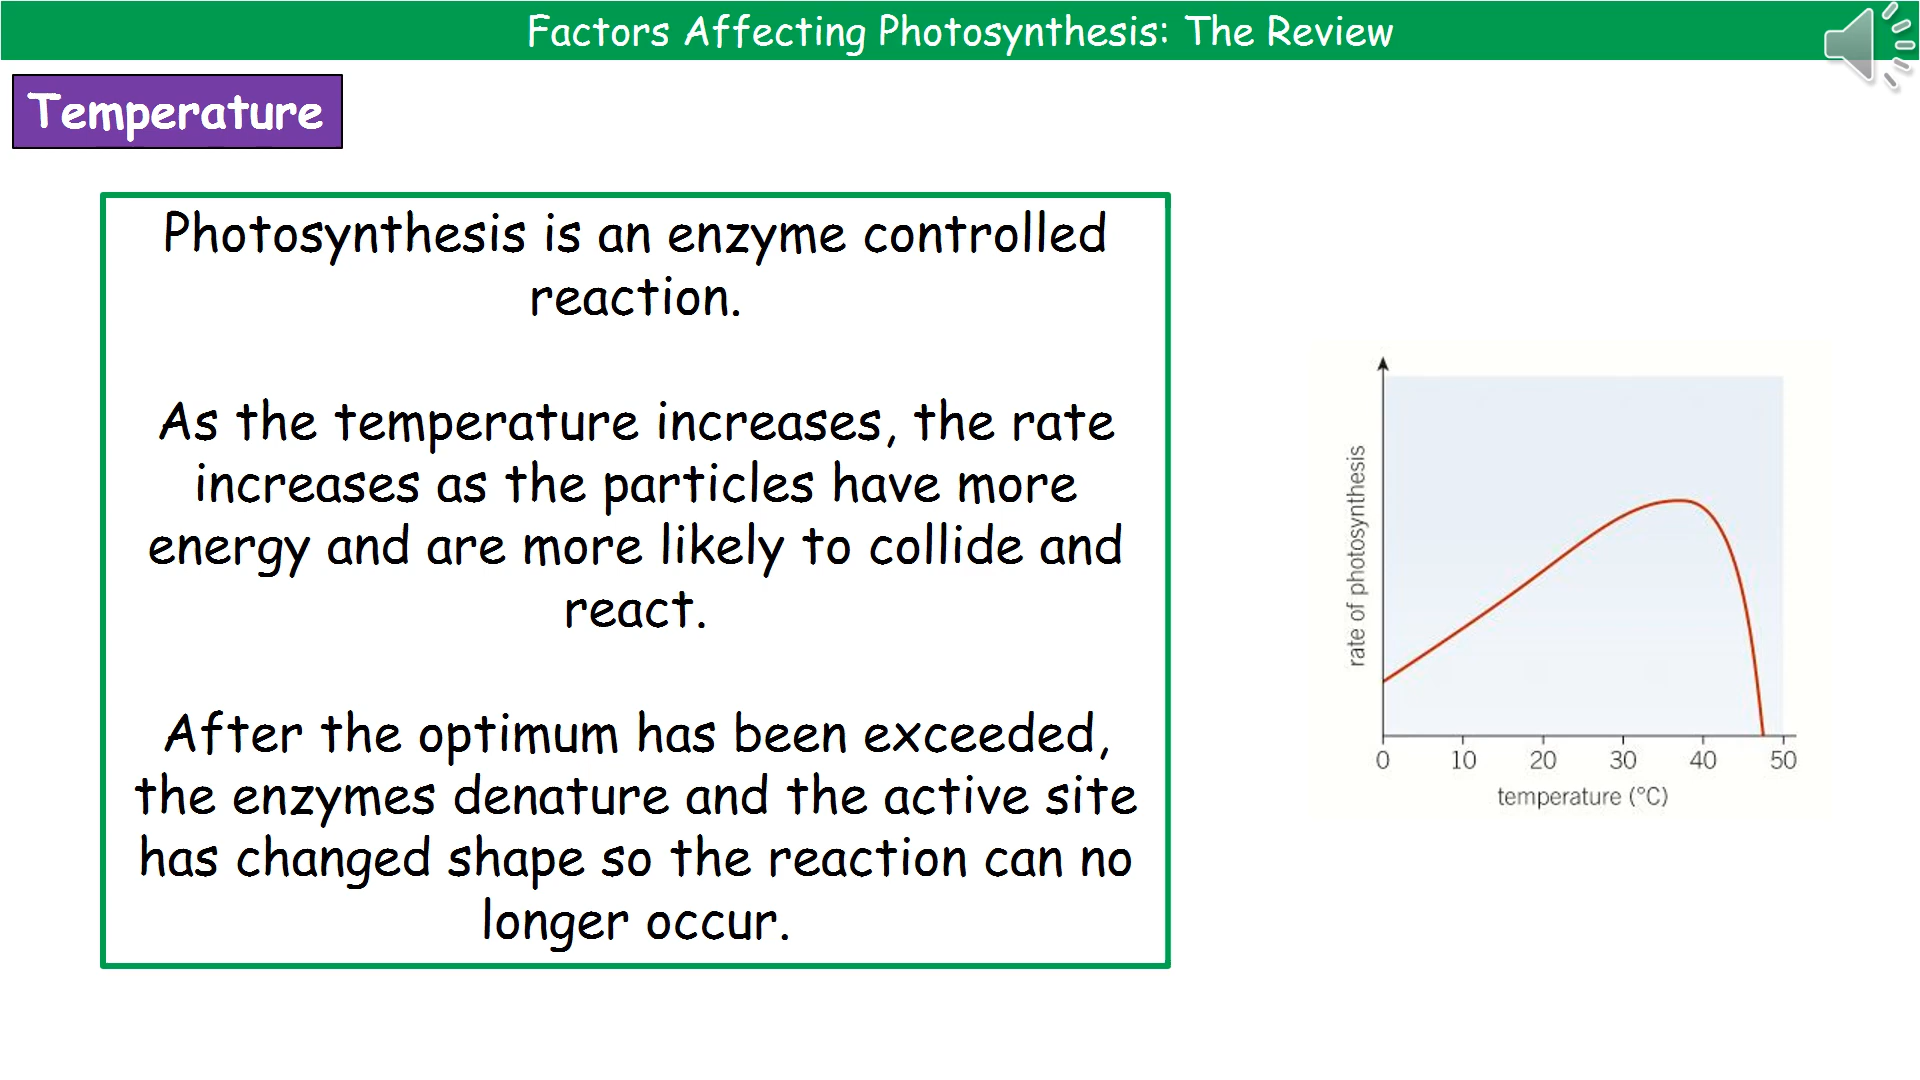 Factors Affecting Photosynthesis: The Review
Temperature
Photosynthesis is an enzyme controlled
reaction.
As the temperature increases, the rate
increases as the particles have more
energy and are more likely to collide and
react.
After the optimum has been exceeded,
the enzymes denature and the active site
has changed shape so the reaction can no
longer occur.
rate of photosynthesis
0 10 20 30 40 50
temperature (°C)